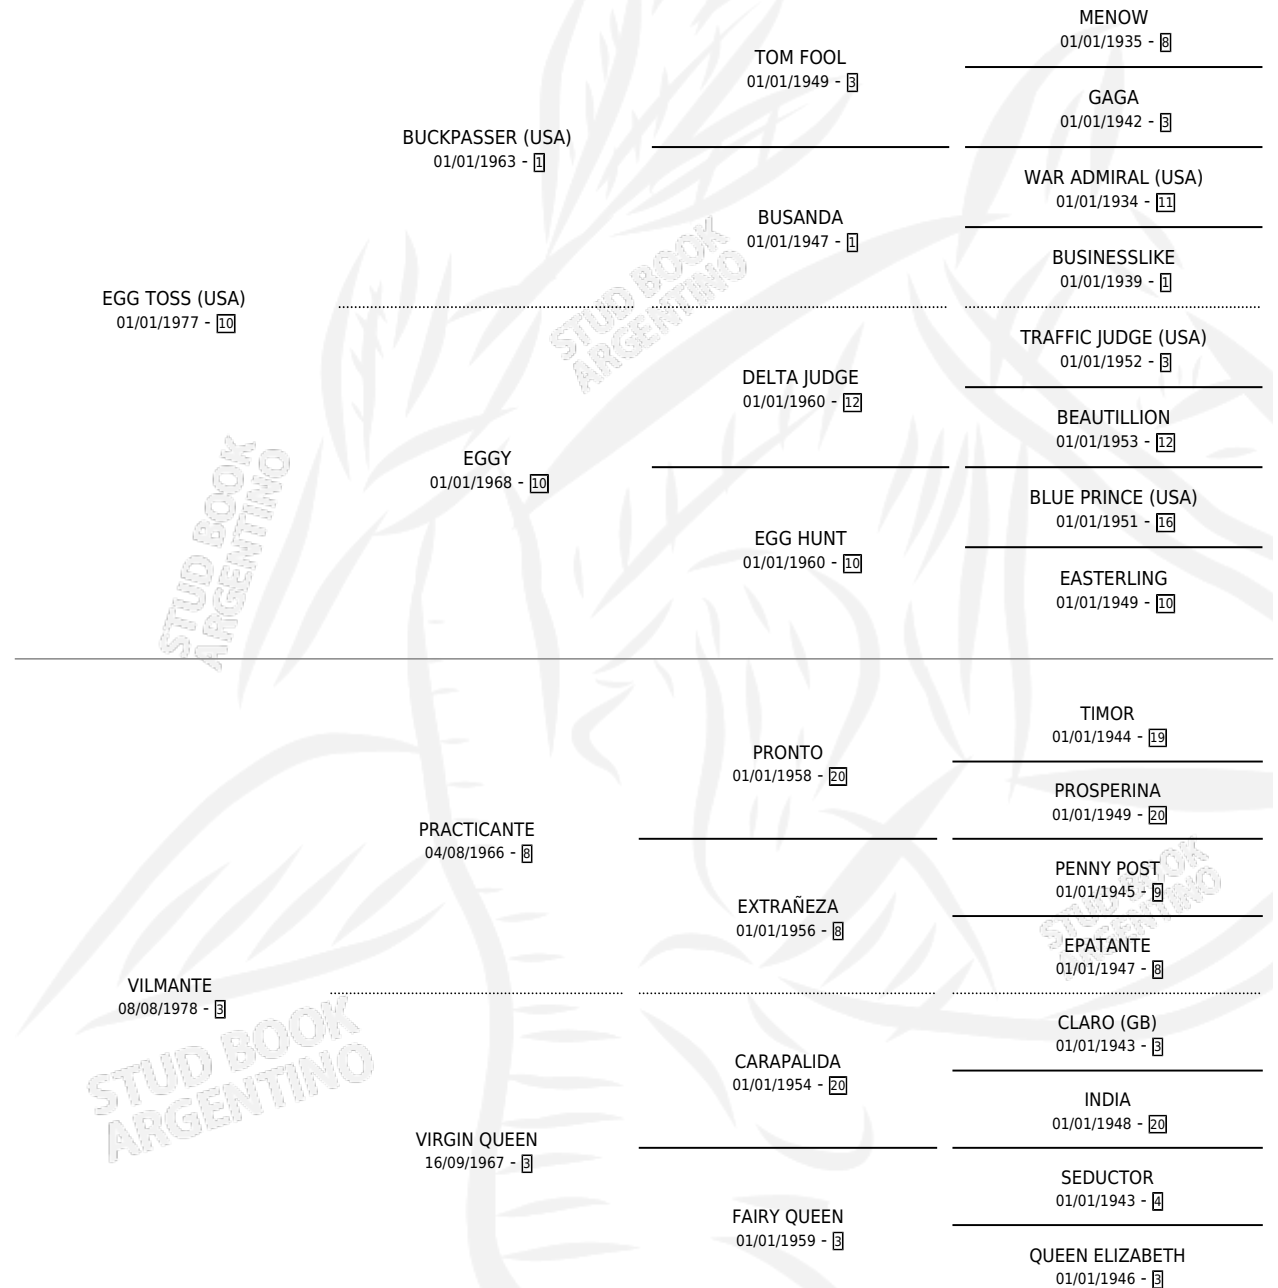 MENOW
01/01/1935 - 8
TOM FOOL
01/01/1949 - 3
GAGA
01/01/1942 - 3
BUCKPASSER (USA)
01/01/1963 - 1
WAR ADMIRAL (USA)
01/01/1934 - 11
BUSANDA
01/01/1947 - 1
BUSINESSLIKE
01/01/1939 - 1
STUD BOOK
ARGENTINO
EGG TOSS (USA)
01/01/1977 - 10
TRAFFIC JUDGE (USA)
01/01/1952 - 3
DELTA JUDGE
01/01/1960 - 12
BEAUTILLION
01/01/1953 - 12
EGGY
01/01/1968 - 10
BLUE PRINCE (USA)
01/01/1951 - 16
EGG HUNT
01/01/1960 - 10
EASTERLING
01/01/1949 - 10
STUD BOOK
ARGENTINO
TIMOR
01/01/1944 - 19
PRONTO
01/01/1958 - 20
PROSPERINA
01/01/1949 - 20
PRACTICANTE
04/08/1966 - 8
PENNY POST
01/01/1945 - 9
EXTRAÑEZA
01/01/1956 - 8
EPATANTE
01/01/1947 - 8
STUD BOOK
ARGENTINO
VILMANTE
08/08/1978 - 3
CLARO (GB)
01/01/1943 - 3
CARAPALIDA
01/01/1954 - 20
INDIA
01/01/1948 - 20
STUD BOOK
ARGENTINO
VIRGIN QUEEN
16/09/1967 - 3
SEDUCTOR
01/01/1943 - 4
FAIRY QUEEN
01/01/1959 - 3
QUEEN ELIZABETH
01/01/1946 - 3